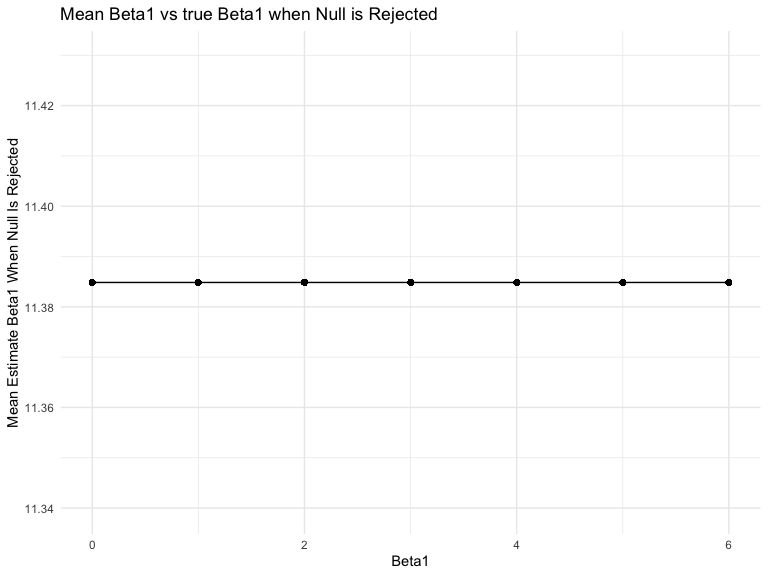 Mean Beta1 vs true Beta1 when Null is Rejected
Mean Estimate Beta1 When Null Is Rejected
11.42
11.40
11.38
11.36
11.34
0 2 4 6
Beta1